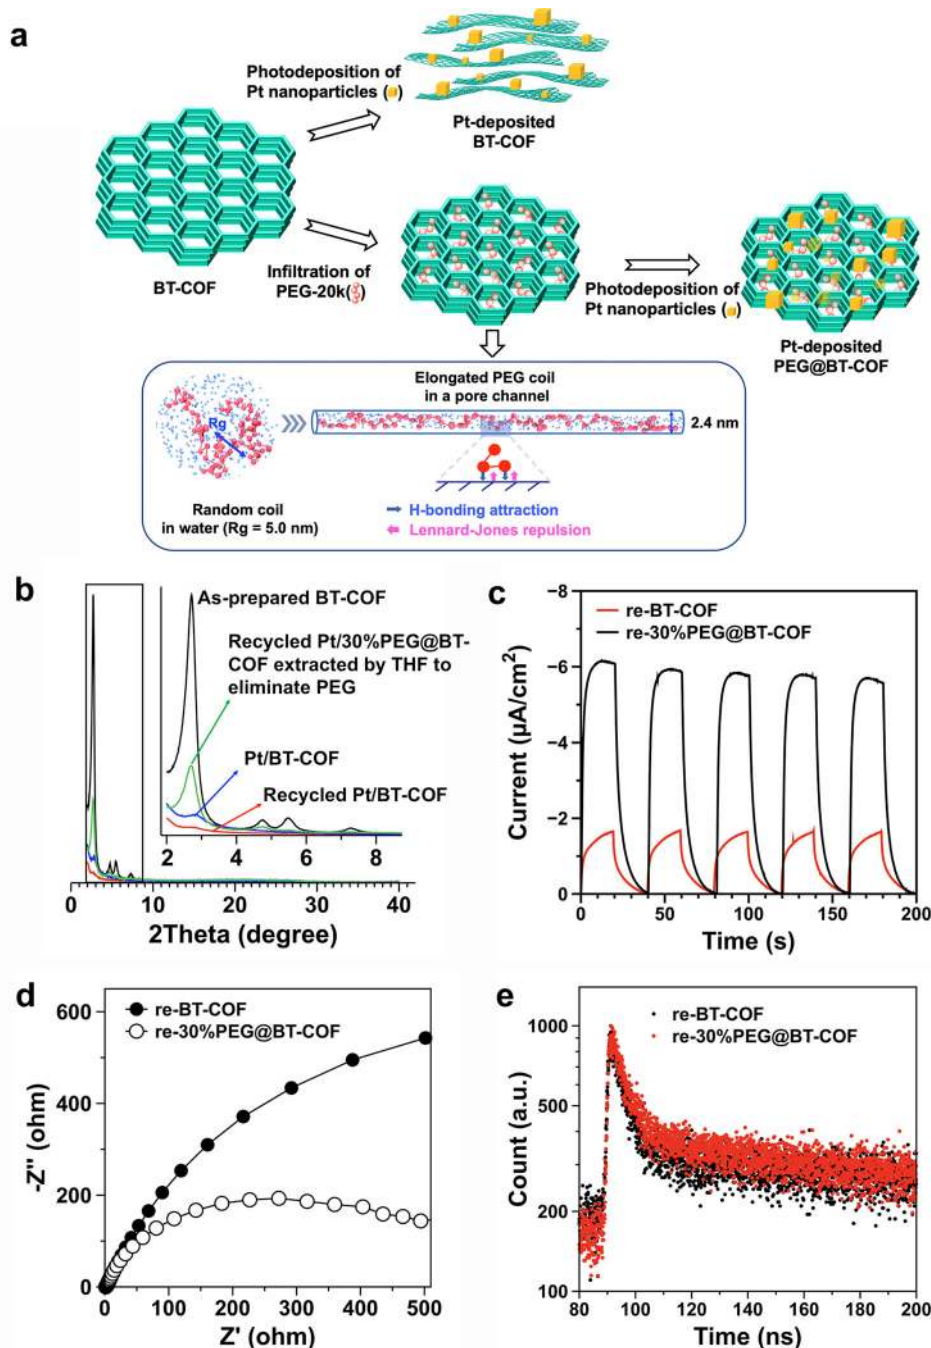 a
Photodeposition of
Pt nanoparticles ( )
Pt-deposited
BT-COF
BT-COF
Infiltration of
PEG-20k( )
Photodeposition of
Pt nanoparticles ( )
Pt-deposited
PEG@BT-COF
Elongated PEG coil
in a pore channel
Rg
2.4 nm
Random coil
in water (Rg = 5.0 nm)
H-bonding attraction
Lennard-Jones repulsion
b
As-prepared BT-COF
Recycled Pt/30%PEG@BT-
COF extracted by THF to
eliminate PEG
Pt/BT-COF
Recycled Pt/BT-COF
2 4 6 8
0 10 20 30 40
2Theta (degree)
c
re-BT-COF
re-30%PEG@BT-COF
−8
−6
−4
−2
0
Current (μA/cm²)
0 50 100 150 200
Time (s)
d
re-BT-COF
re-30%PEG@BT-COF
600
400
200
0
-Z'' (ohm)
0 100 200 300 400 500
Z' (ohm)
e
re-BT-COF
re-30%PEG@BT-COF
1000
500
200
100
Count (a.u.)
80 100 120 140 160 180 200
Time (ns)